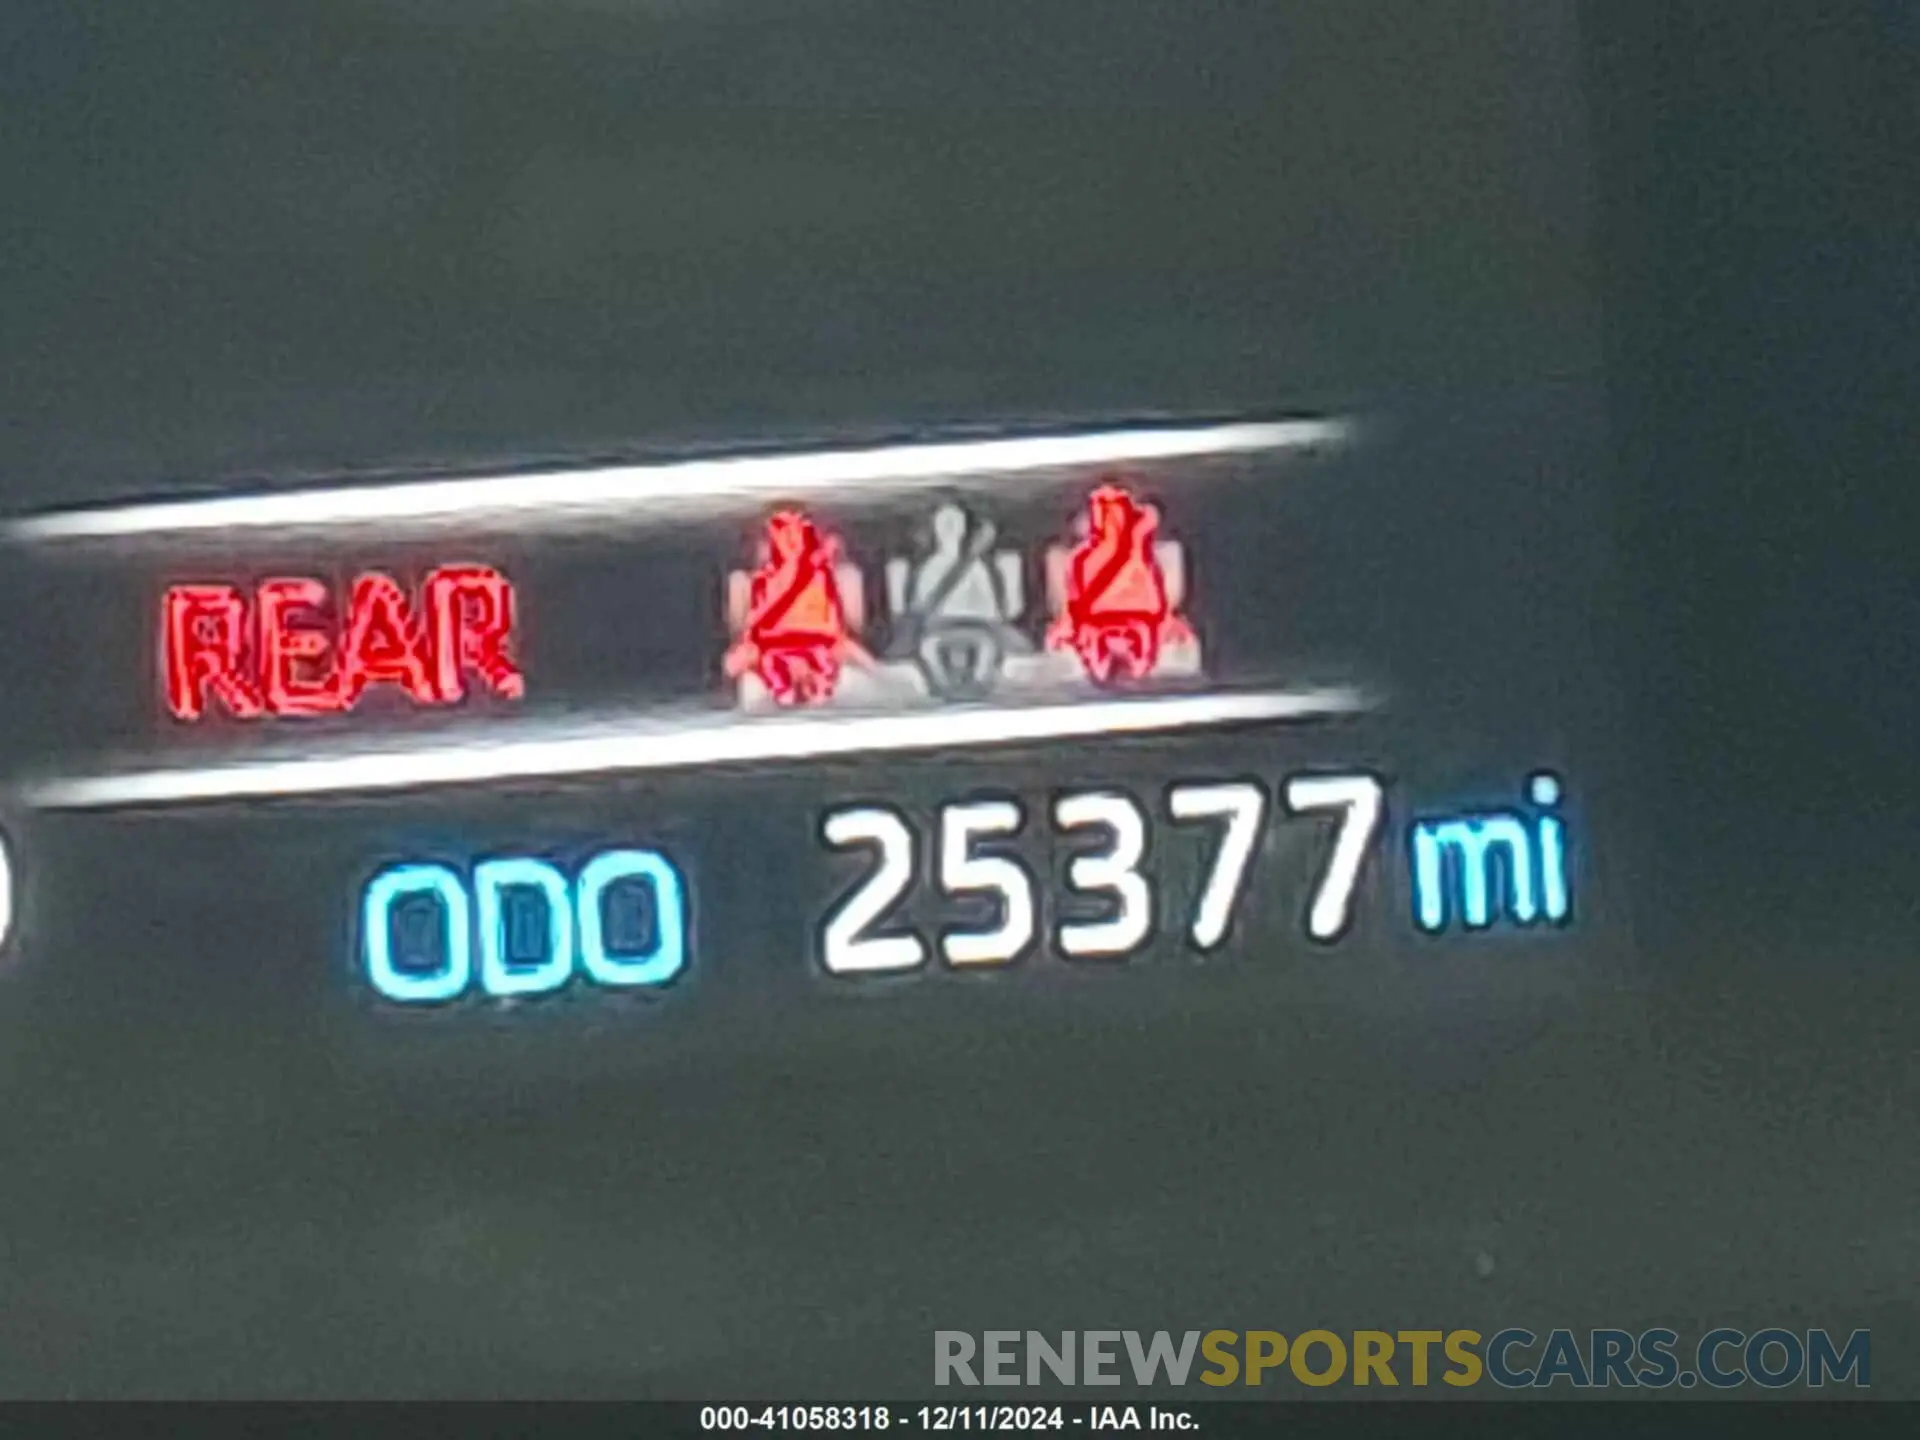 REAR
ODO 25377 mi
RENEWSPORTSCARS.COM
000-41058318 - 12/11/2024 - IAA Inc.